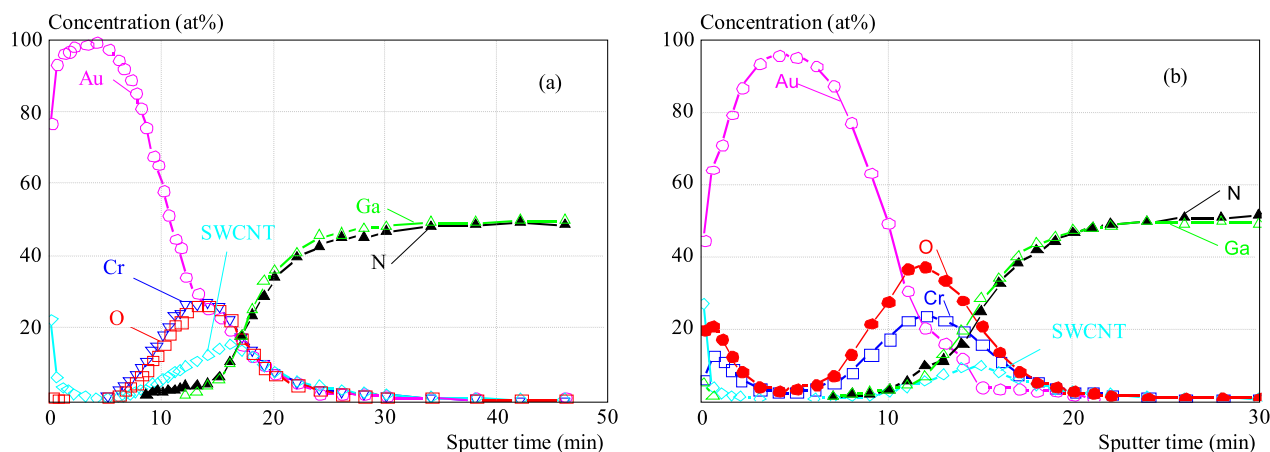 Concentration (at%)
100
80
60
40
20
0
10
20
30
40
50
Sputter time (min)
(a)
Au
Ga
SWCNT
N
Cr
O
Concentration (at%)
100
80
60
40
20
0
0
10
20
30
Sputter time (min)
(b)
Au
N
O
Ga
Cr
SWCNT